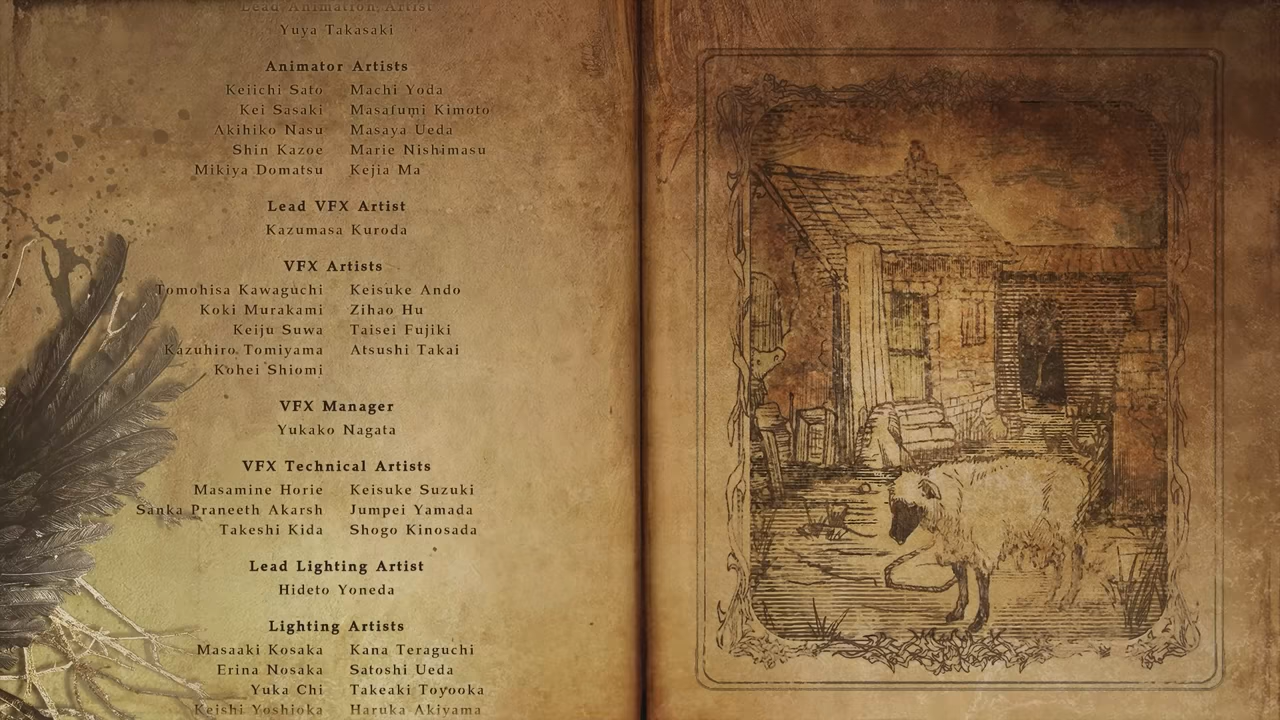 Lead Animation Artist
Yuya Takasaki
Animator Artists
Keiichi Sato Machi Yoda
Kei Sasaki Masafumi Kimoto
Akihiko Nasu Masaya Ueda
Shin Kazoe Marie Nishimasu
Mikiya Domatsu Kejia Ma
Lead VFX Artist
Kazumasa Kuroda
VFX Artists
Tomohisa Kawaguchi Keisuke Ando
Koki Murakami Zihao Hu
Keiju Suwa Taisei Fujiki
Kazuhiro Tomiyama Atsushi Takai
Kohei Shiomi
VFX Manager
Yukako Nagata
VFX Technical Artists
Masamine Horie Keisuke Suzuki
Sanka Praneeth Akarsh Jumpei Yamada
Takeshi Kida Shogo Kinosada
Lead Lighting Artist
Hideto Yoneda
Lighting Artists
Masaaki Kosaka Kana Teraguchi
Erina Nosaka Satoshi Ueda
Yuka Chi Takeaki Toyooka
Keishi Yoshioka Haruka Akiyama